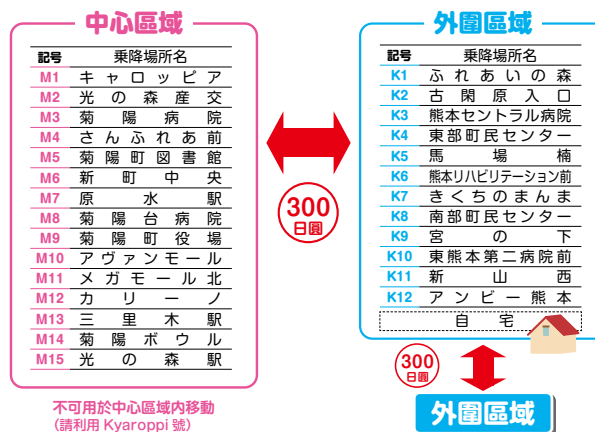 中心區域
記号 乗降場所名
M1 キャロッピア
M2 光の森産交
M3 菊陽病院
M4 さんふれあ前
M5 菊陽町図書館
M6 新町中央
M7 原水駅
M8 菊陽台病院
M9 菊陽町役場
M10 アヴァンモール
M11 メガモール北
M12 カリーノ
M13 三里木駅
M14 菊陽ボウル
M15 光の森駅
不可用於中心區域内移動
(請利用 Kyaroppi 號)
300
日圓
外圍區域
記号 乗降場所名
K1 ふれあいの森
K2 古閑原入口
K3 熊本セントラル病院
K4 東部町民センター
K5 馬場楠
K6 熊本リハビリテーション前
K7 きくちのまんま
K8 南部町民センター
K9 宮の下
K10 東熊本第二病院前
K11 新山西
K12 アンビー熊本
自宅
300
日圓
外圍區域